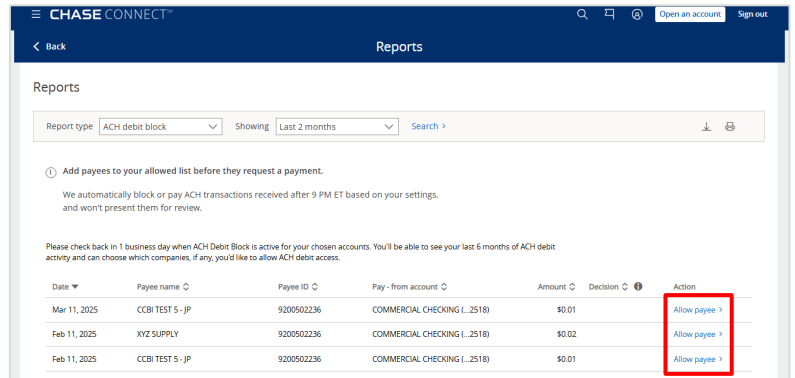 CHASE CONNECT℠ Open an account Sign out
Back Reports
Reports
Report type ACH debit block Showing Last 2 months Search
Add payees to your allowed list before they request a payment.
We automatically block or pay ACH transactions received after 9 PM ET based on your settings,
and won't present them for review.
Please check back in 1 business day when ACH Debit Block is active for your chosen accounts. You'll be able to see your last 6 months of ACH debit
activity and can choose which companies, if any, you'd like to allow ACH debit access.
Date Payee name Payee ID Pay - from account Amount Decision Action
Mar 11, 2025 CCBI TEST 5 - JP 9200502236 COMMERCIAL CHECKING (...2518) $0.01 Allow payee
Feb 11, 2025 XYZ SUPPLY 9200502236 COMMERCIAL CHECKING (...2518) $0.02 Allow payee
Feb 11, 2025 CCBI TEST 5 - JP 9200502236 COMMERCIAL CHECKING (...2518) $0.01 Allow payee